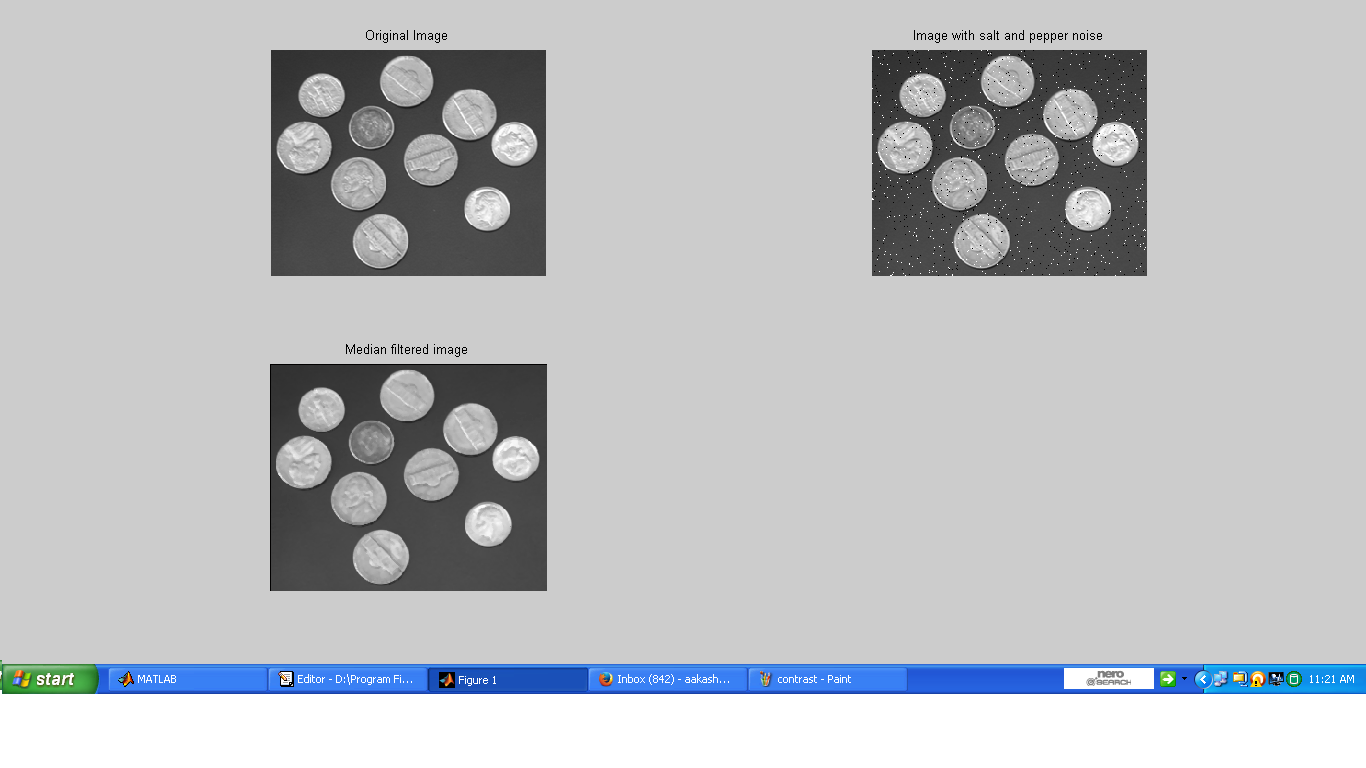 Original Image
Image with salt and pepper noise
Median filtered image
start
MATLAB
Editor - D:\Program Fi...
Figure 1
Inbox (842) - aakash...
contrast - Paint
nero
SEARCH
11:21 AM